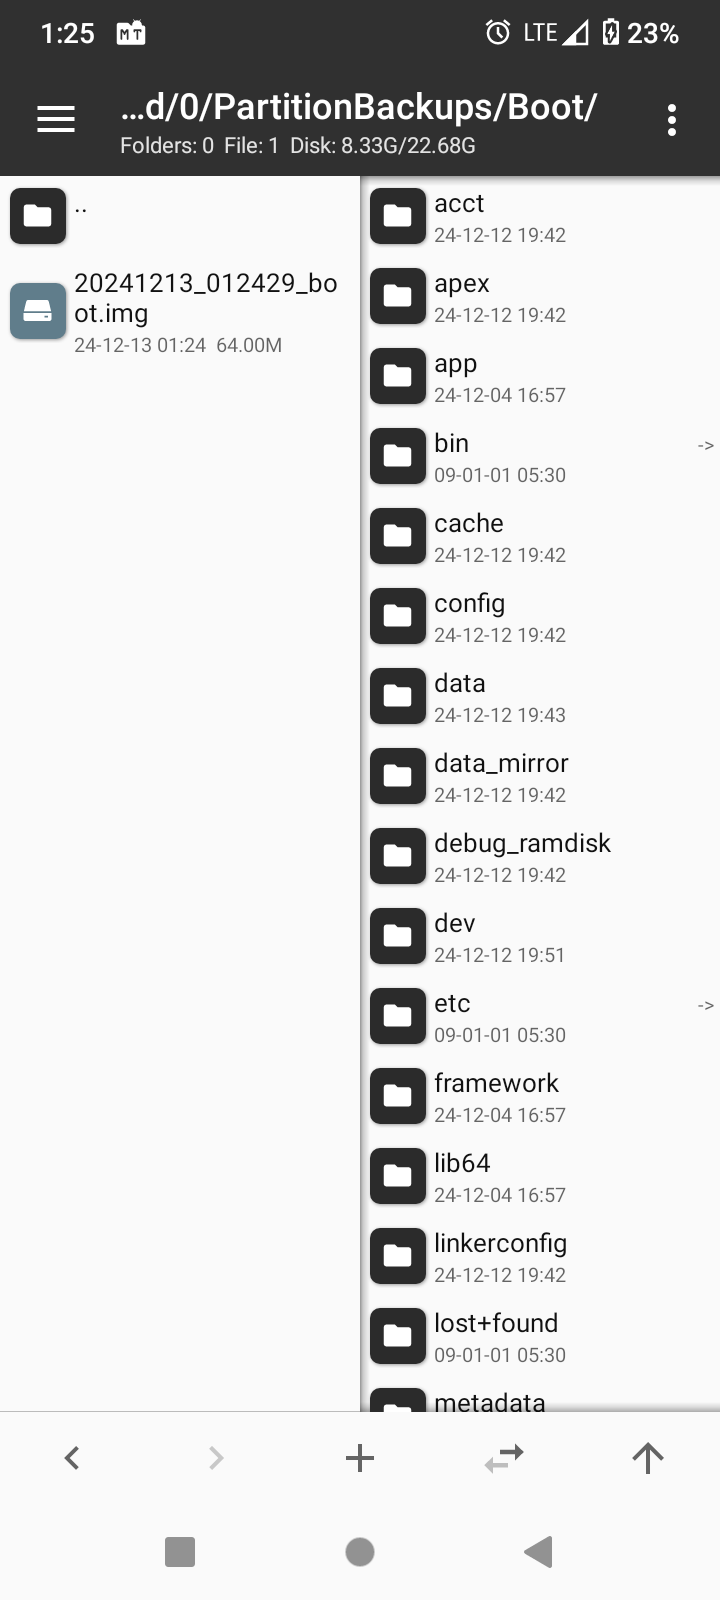 1:25
MT
LTE
23%
...d/0/PartitionBackups/Boot/
Folders: 0 File: 1 Disk: 8.33G/22.68G
..
20241213_012429_bo
ot.img
24-12-13 01:24 64.00M
acct
24-12-12 19:42
apex
24-12-12 19:42
app
24-12-04 16:57
bin
->
09-01-01 05:30
cache
24-12-12 19:42
config
24-12-12 19:42
data
24-12-12 19:43
data_mirror
24-12-12 19:42
debug_ramdisk
24-12-12 19:42
dev
24-12-12 19:51
etc
->
09-01-01 05:30
framework
24-12-04 16:57
lib64
24-12-04 16:57
linkerconfig
24-12-12 19:42
lost+found
09-01-01 05:30
metadata